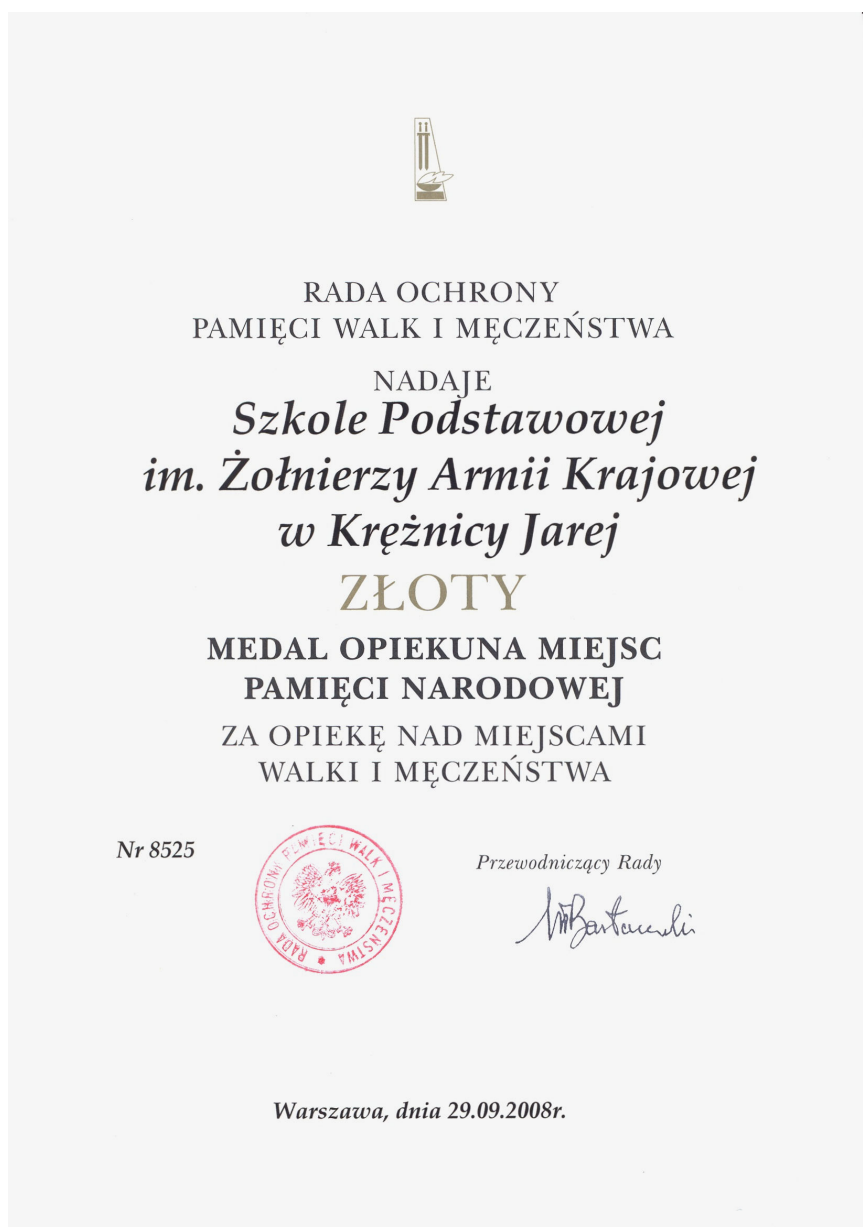 RADA OCHRONY
PAMIĘCI WALK I MĘCZEŃSTWA
NADAJE
Szkole Podstawowej
im. Żołnierzy Armii Krajowej
w Krężnicy Jarej
ZŁOTY
MEDAL OPIEKUNA MIEJSC
PAMIĘCI NARODOWEJ
ZA OPIEKĘ NAD MIEJSCAMI
WALKI I MĘCZEŃSTWA
Nr 8525
RADA OCHRONY PAMIĘCI WALK I MĘCZEŃSTWA
Przewodniczący Rady
Warszawa, dnia 29.09.2008r.